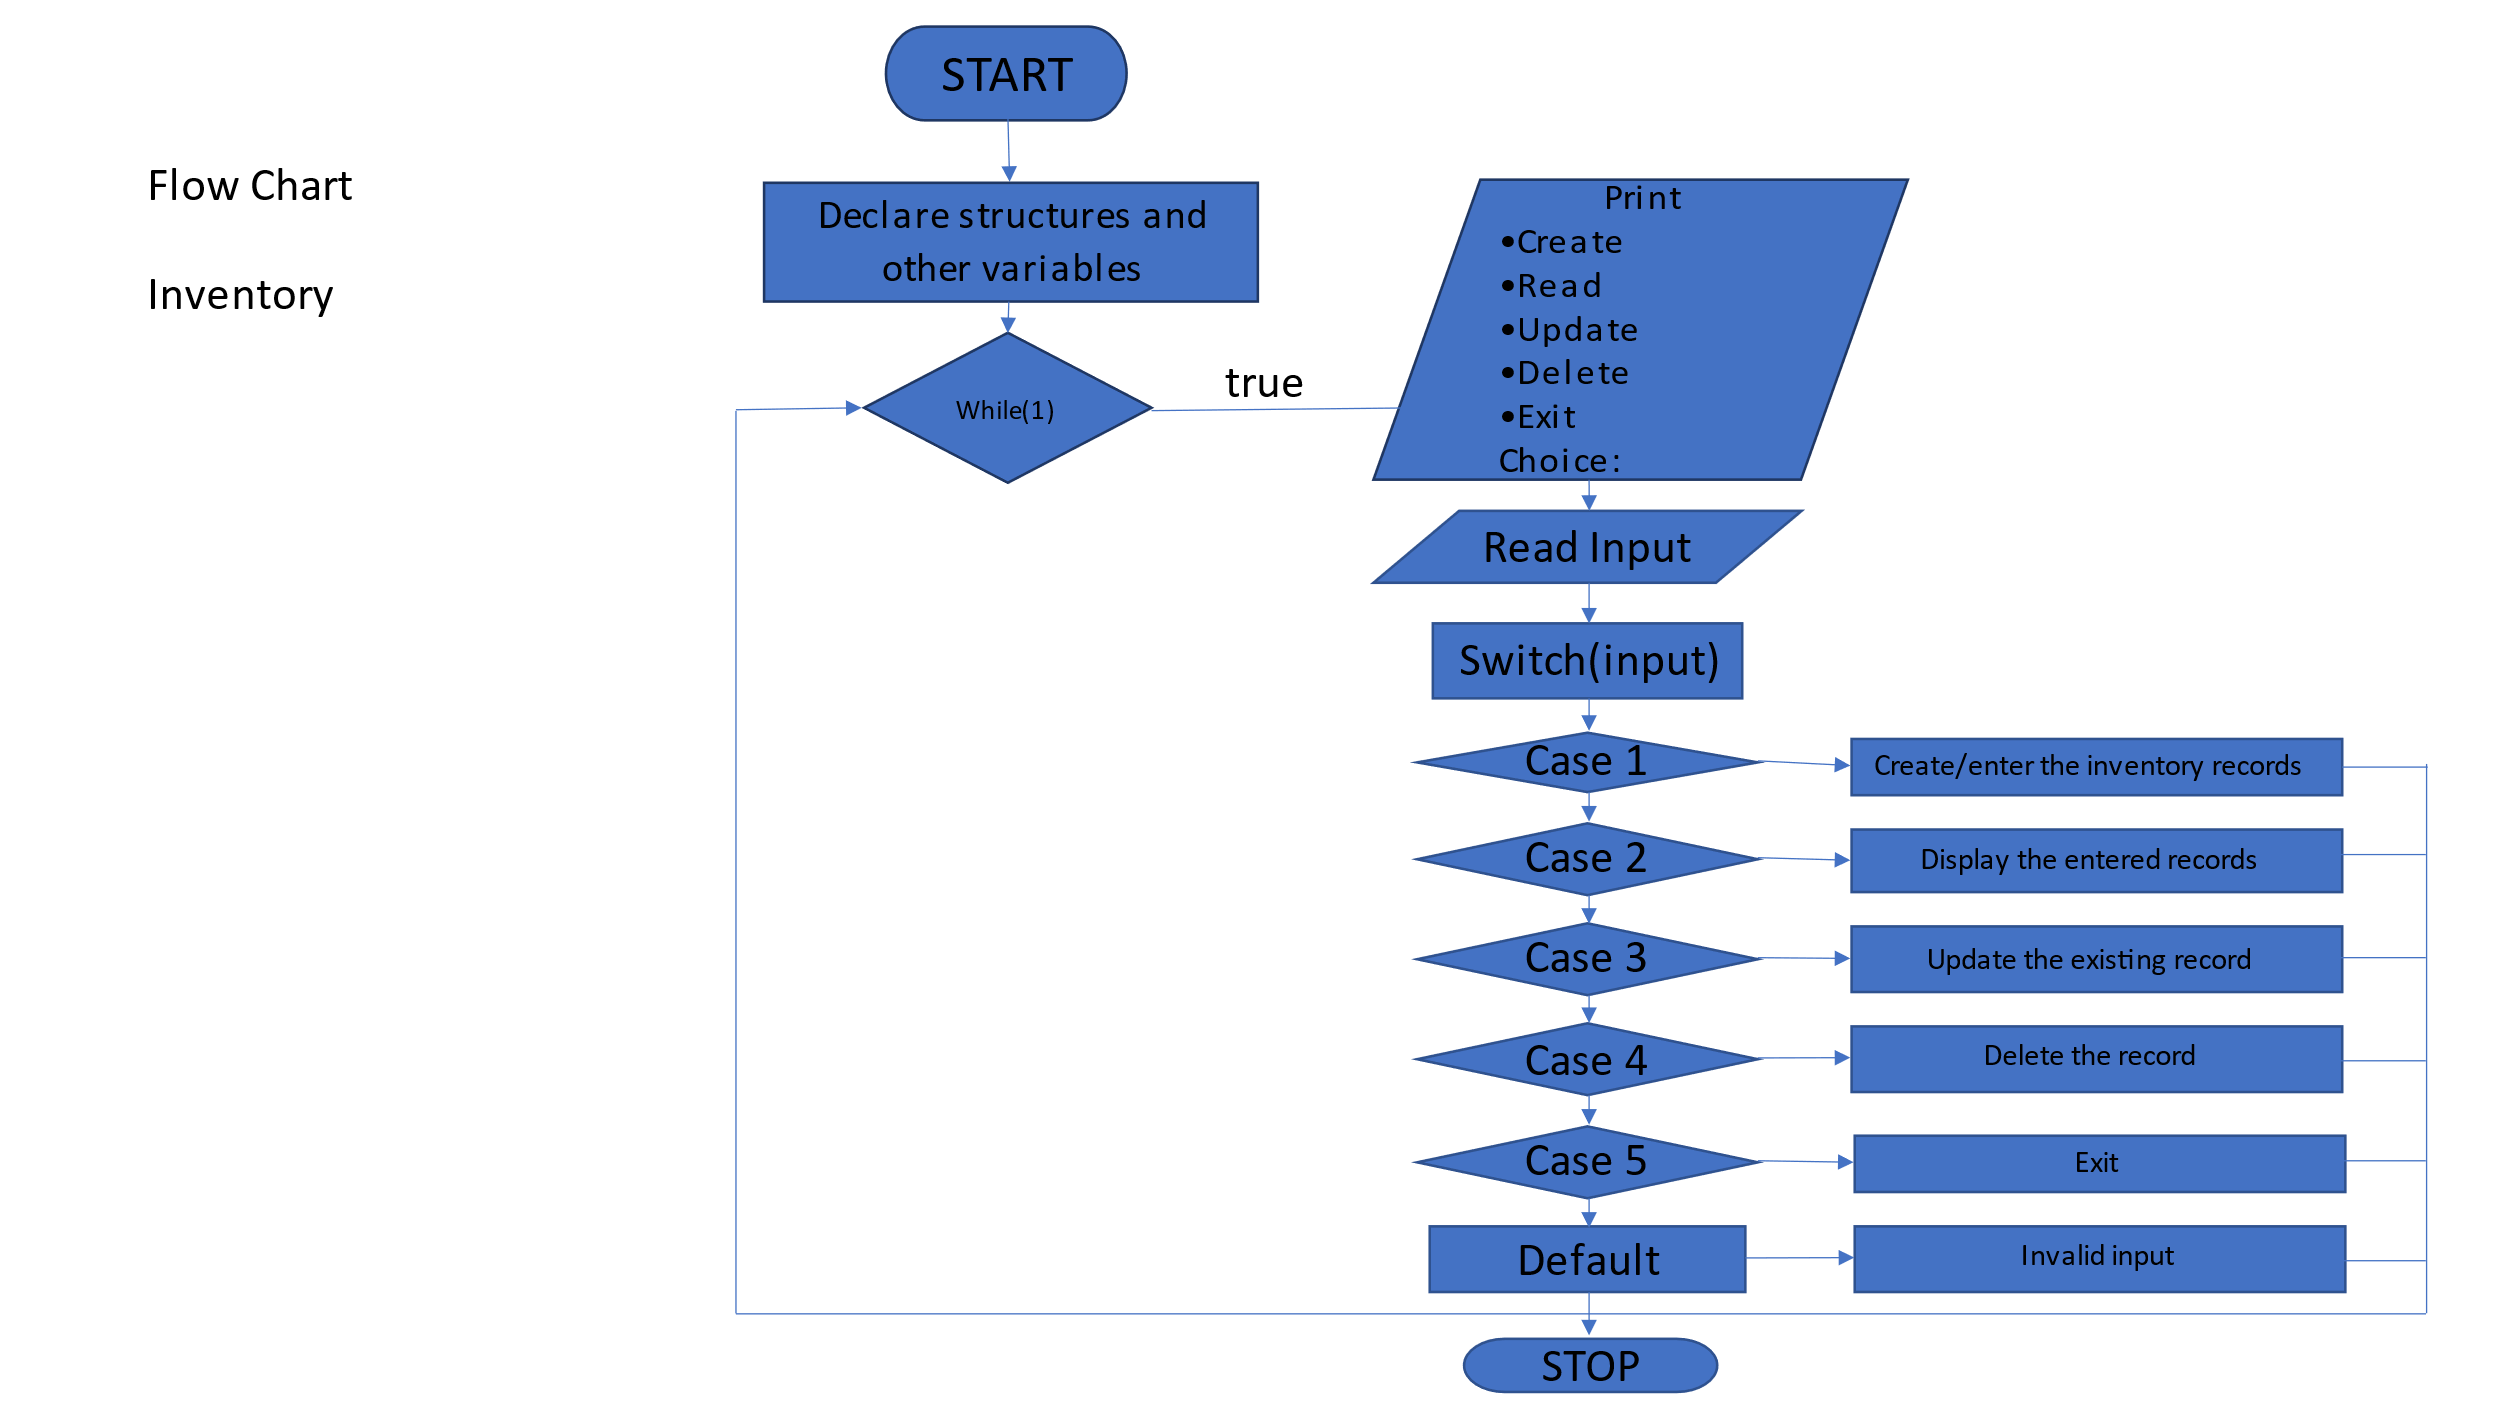 START
Flow Chart
Inventory
Declare structures and
other variables
While(1)
true
Print
•Create
•Read
•Update
•Delete
•Exit
Choice:
Read Input
Switch(input)
Case 1
Create/enter the inventory records
Case 2
Display the entered records
Case 3
Update the existing record
Case 4
Delete the record
Case 5
Exit
Default
Invalid input
STOP